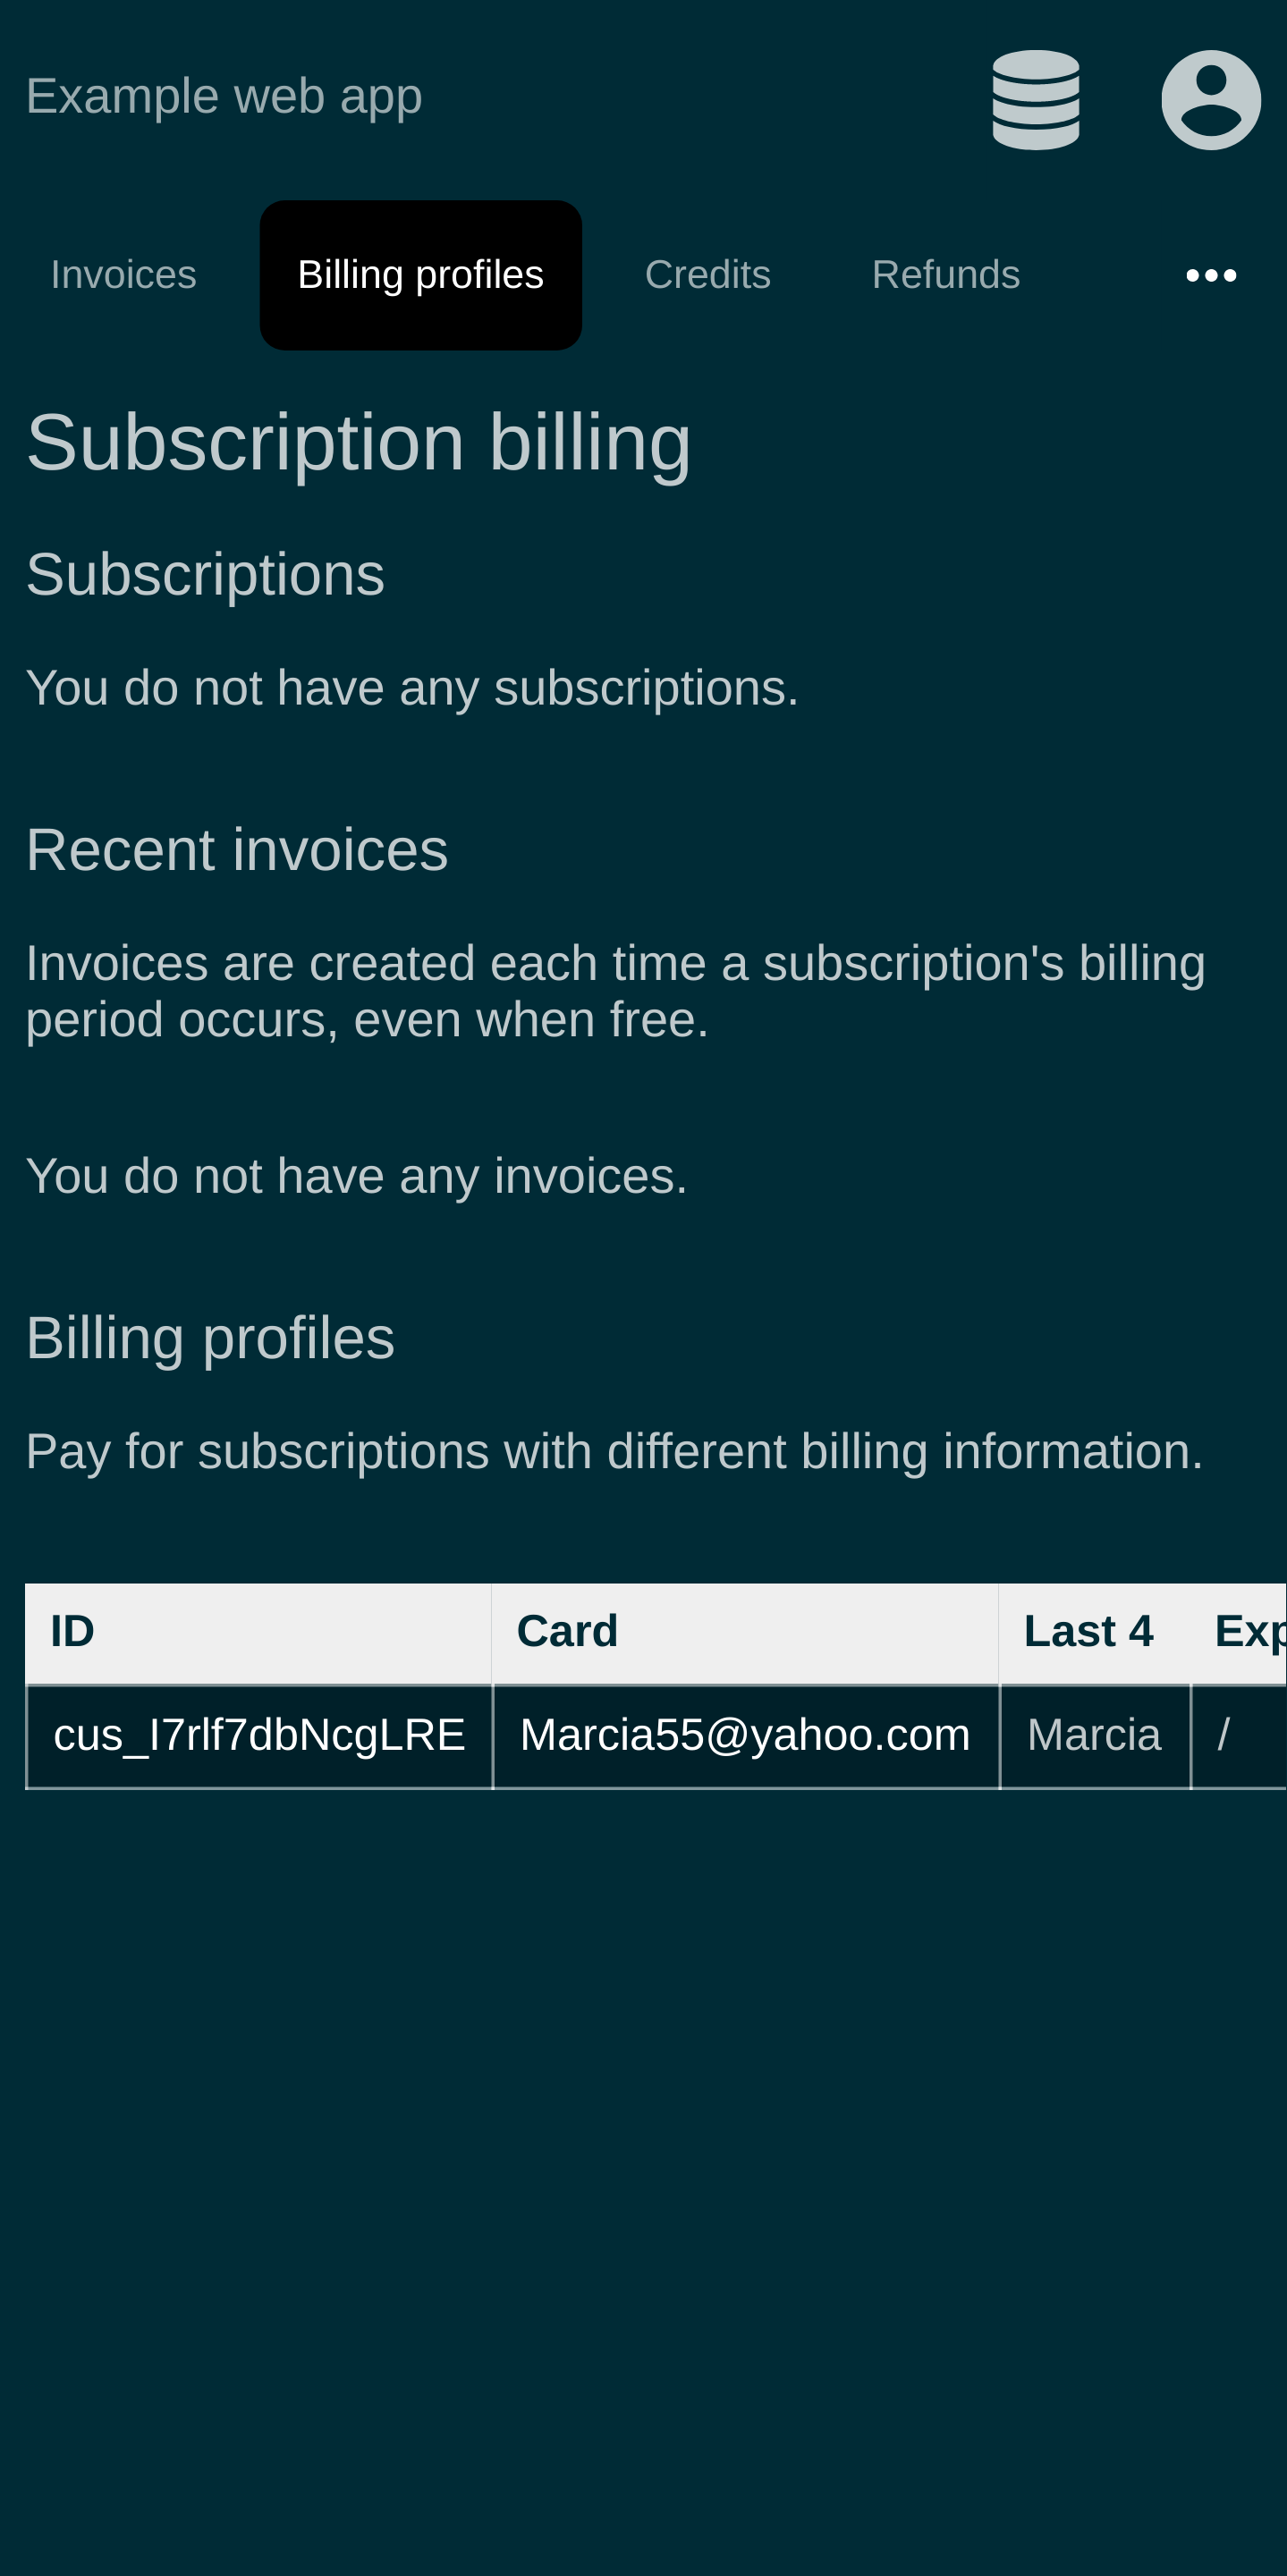 Example web app
Invoices Billing profiles Credits Refunds
Subscription billing
Subscriptions
You do not have any subscriptions.
Recent invoices
Invoices are created each time a subscription's billing
period occurs, even when free.
You do not have any invoices.
Billing profiles
Pay for subscriptions with different billing information.
ID Card Last 4 Exp
cus_I7rlf7dbNcgLRE Marcia55@yahoo.com Marcia /